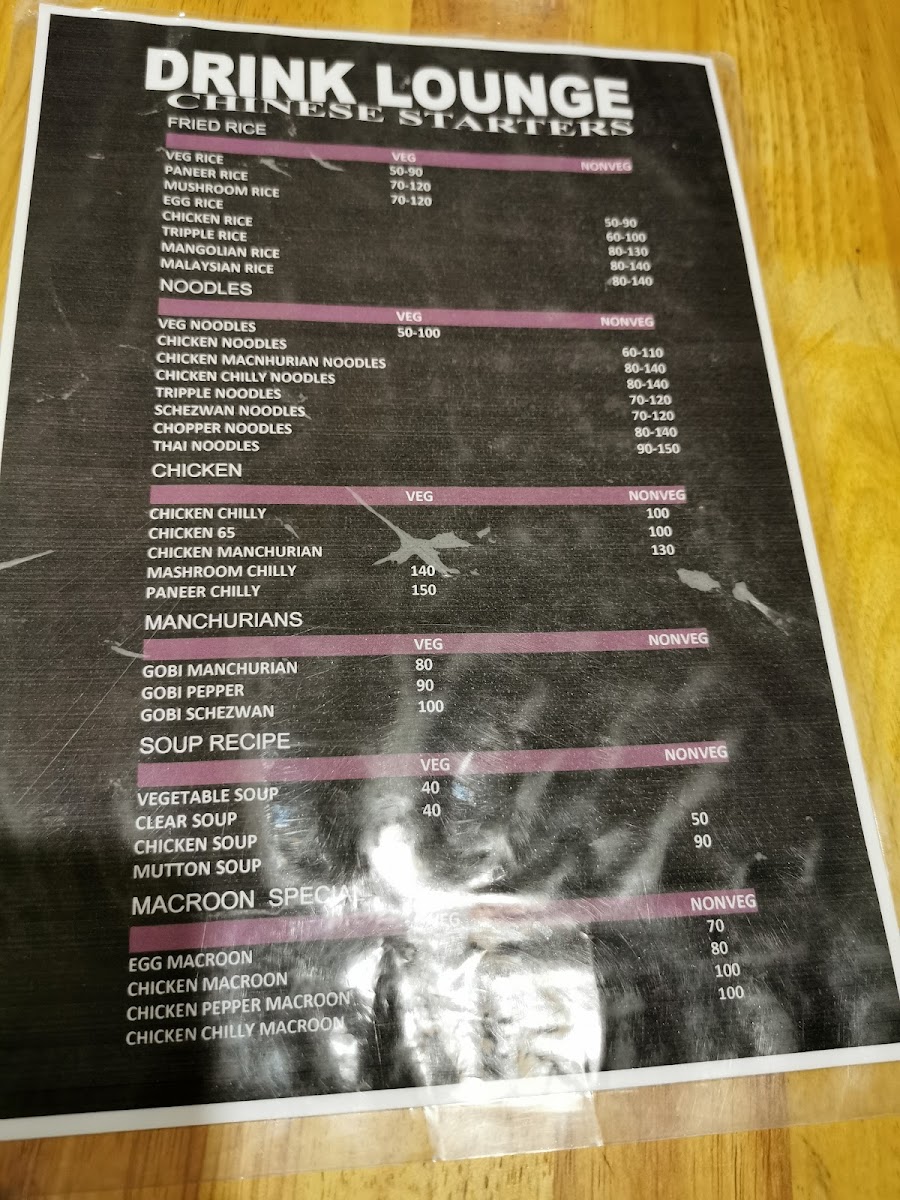 DRINK LOUNGE
CHINESE STARTERS
FRIED RICE
VEG NONVEG
VEG RICE 50-90
PANEER RICE 70-120
MUSHROOM RICE 70-120
EGG RICE 50-90
CHICKEN RICE 60-100
TRIPPLE RICE 80-130
MANGOLIAN RICE 80-140
MALAYSIAN RICE 80-140
NOODLES
VEG NONVEG
VEG NOODLES 50-100
CHICKEN NOODLES 60-110
CHICKEN MACNHURIAN NOODLES 80-140
CHICKEN CHILLY NOODLES 80-140
TRIPPLE NOODLES 70-120
SCHEZWAN NOODLES 70-120
CHOPPER NOODLES 80-140
THAI NOODLES 90-150
CHICKEN
VEG NONVEG
CHICKEN CHILLY 100
CHICKEN 65 100
CHICKEN MANCHURIAN 130
MASHROOM CHILLY 140
PANEER CHILLY 150
MANCHURIANS
VEG NONVEG
GOBI MANCHURIAN 80
GOBI PEPPER 90
GOBI SCHEZWAN 100
SOUP RECIPE
VEG NONVEG
VEGETABLE SOUP 40
CLEAR SOUP 40
CHICKEN SOUP 50
MUTTON SOUP 90
MACROON SPECIAL
VEG NONVEG
EGG MACROON 70
CHICKEN MACROON 80
CHICKEN PEPPER MACROON 100
CHICKEN CHILLY MACROON 100